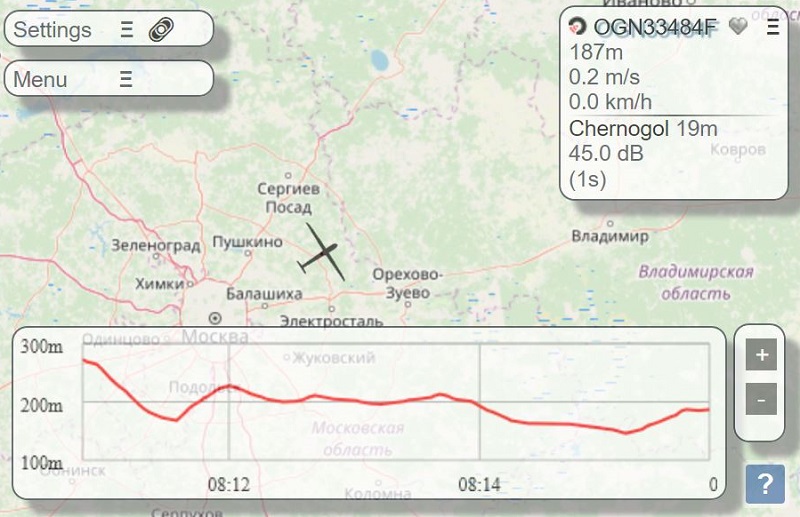 Settings
Menu
Иваново
OGN33484F
187m
0.2 m/s
0.0 km/h
Chernogol 19m
45.0 dB
(1s)
Ковров
Сергиев
Посад
Зеленоград
Пушкино
Владимир
Химки
Балашиха
Орехово-
Зуево
Владимирская
область
Электросталь
Одинцово
Москва
300m
Жуковский
Подольск
200m
Московская
область
100m
Обнинск
Коломна
08:12
08:14
0
Серпухов
+
-
?